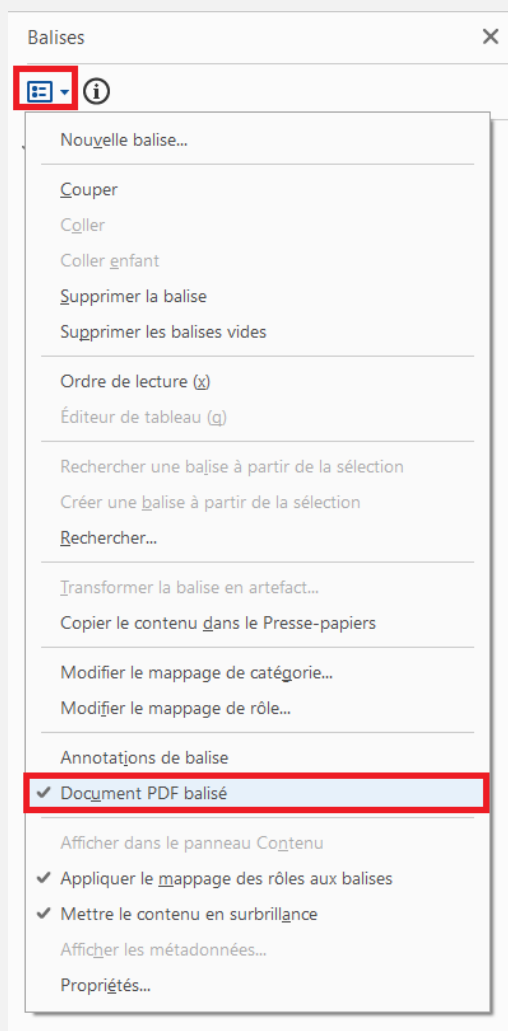 Balises
Nouvelle balise...
Couper
Coller
Coller enfant
Supprimer la balise
Supprimer les balises vides
Ordre de lecture (x)
Éditeur de tableau (q)
Rechercher une balise à partir de la sélection
Créer une balise à partir de la sélection
Rechercher...
Transformer la balise en artefact...
Copier le contenu dans le Presse-papiers
Modifier le mappage de catégorie...
Modifier le mappage de rôle...
Annotations de balise
Document PDF balisé
Afficher dans le panneau Contenu
Appliquer le mappage des rôles aux balises
Mettre le contenu en surbrillance
Afficher les métadonnées...
Propriétés...